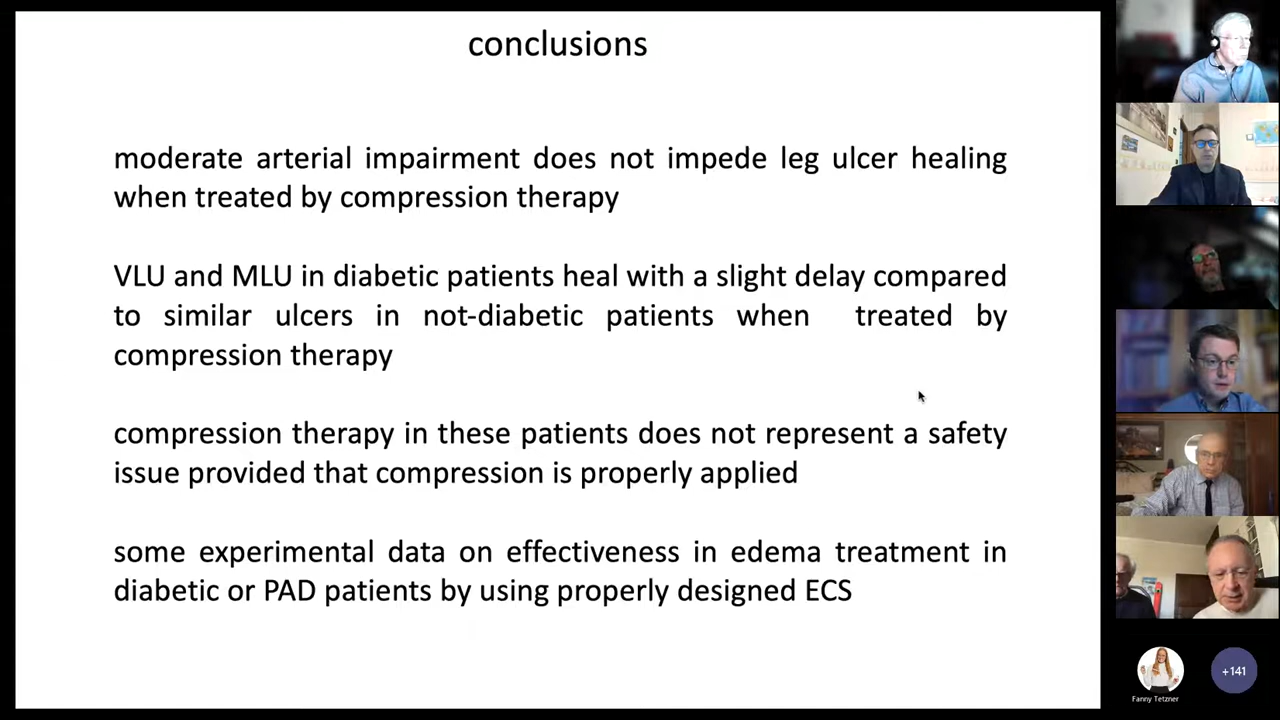 conclusions
moderate arterial impairment does not impede leg ulcer healing
when treated by compression therapy
VLU and MLU in diabetic patients heal with a slight delay compared
to similar ulcers in not-diabetic patients when treated by
compression therapy
compression therapy in these patients does not represent a safety
issue provided that compression is properly applied
some experimental data on effectiveness in edema treatment in
diabetic or PAD patients by using properly designed ECS
+141
Fanny Tetzner